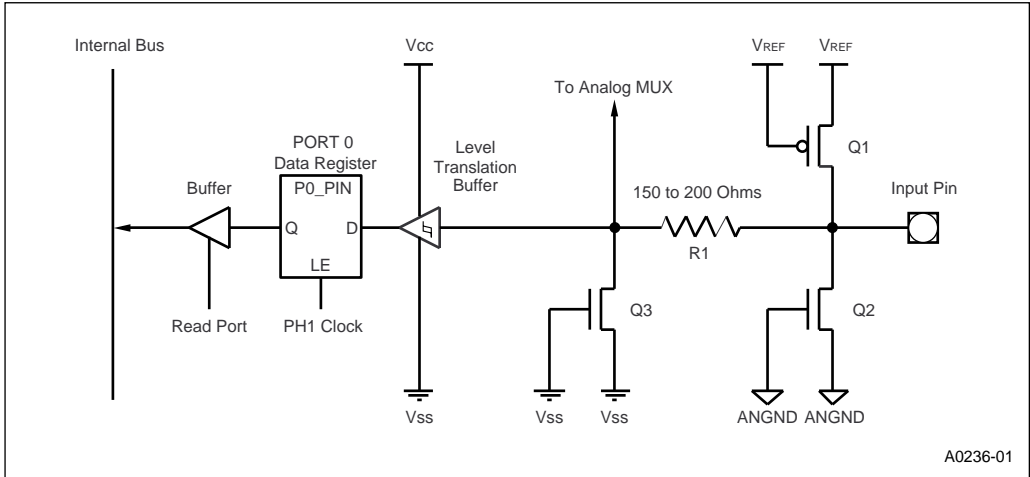 Internal Bus
Vcc
VREF
VREF
To Analog MUX
PORT 0
Data Register
Level
Translation
Buffer
Q1
Buffer
P0_PIN
150 to 200 Ohms
Input Pin
Q
D
R1
LE
Q3
Q2
Read Port
PH1 Clock
Vss
Vss
Vss
ANGND
ANGND
A0236-01